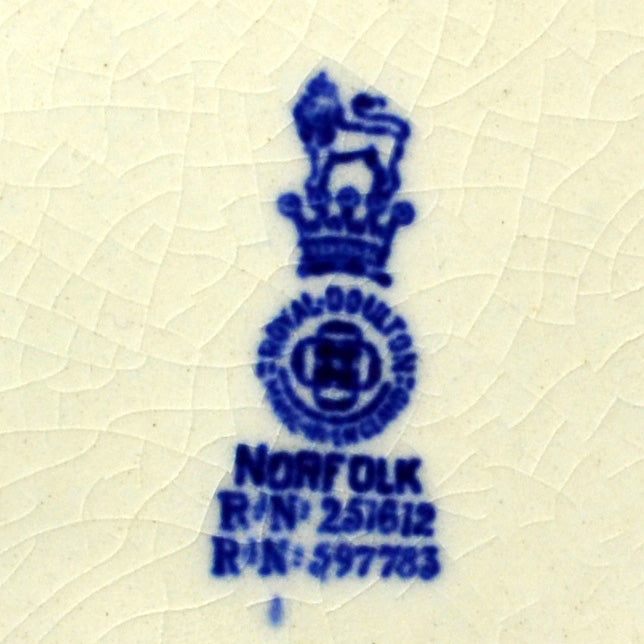 ROYAL·DOULTON
MADE IN ENGLAND
NORFOLK
Rd No 251612
Rd No 597783